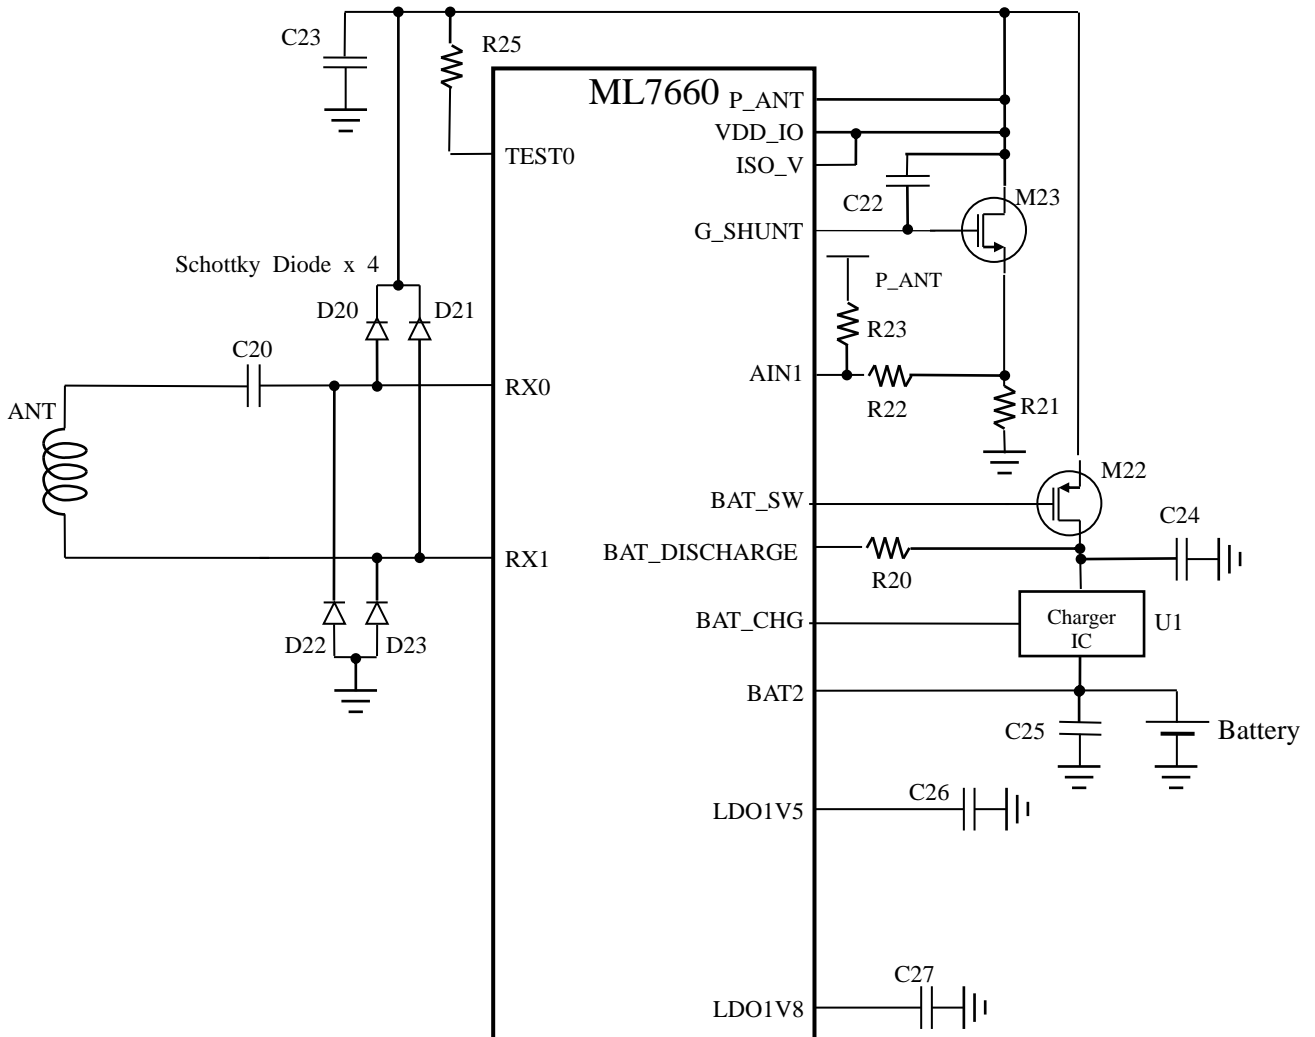 C23
R25
ML7660
P_ANT
VDD_IO
ISO_V
TEST0
C22
M23
G_SHUNT
Schottky Diode x 4
P_ANT
D20
D21
R23
C20
AIN1
RX0
ANT
R22
R21
M22
BAT_SW
C24
BAT_DISCHARGE
RX1
R20
BAT_CHG
Charger
IC
U1
D22
D23
BAT2
C25
Battery
C26
LDO1V5
C27
LDO1V8